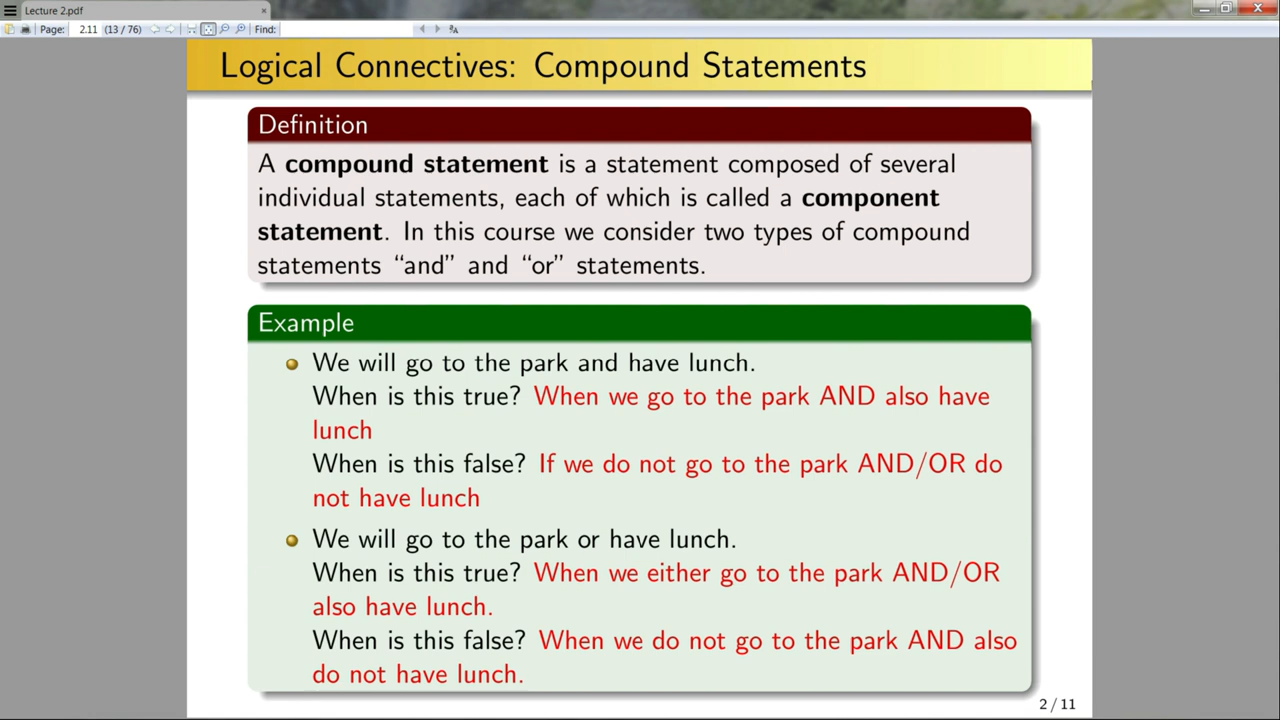 Lecture 2.pdf
Page: 2.11 (13 / 76) Find:
Logical Connectives: Compound Statements
Definition
A compound statement is a statement composed of several
individual statements, each of which is called a component
statement. In this course we consider two types of compound
statements “and” and “or” statements.
Example
We will go to the park and have lunch.
When is this true? When we go to the park AND also have
lunch
When is this false? If we do not go to the park AND/OR do
not have lunch
We will go to the park or have lunch.
When is this true? When we either go to the park AND/OR
also have lunch.
When is this false? When we do not go to the park AND also
do not have lunch.
2 / 11